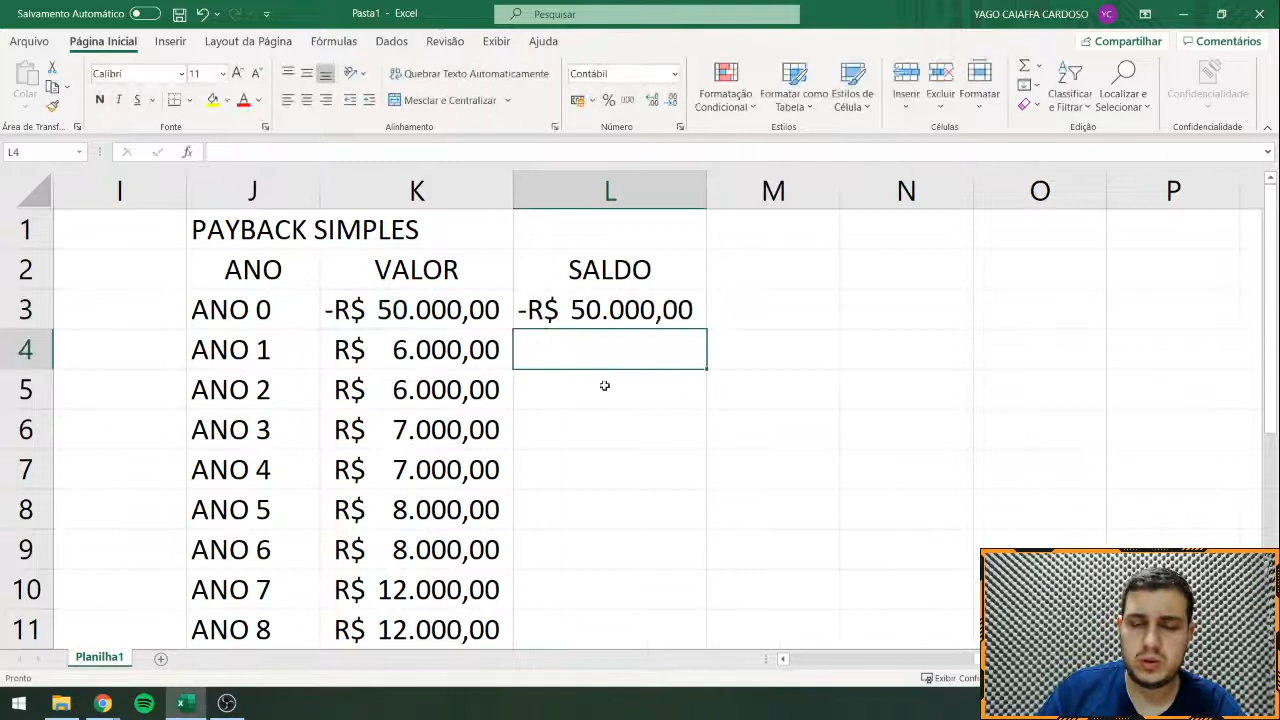 Salvamento Automático
Pasta1 - Excel
Pesquisar
YAGO CAIAFFA CARDOSO
YC
Arquivo
Página Inicial
Inserir
Layout da Página
Fórmulas
Dados
Revisão
Exibir
Ajuda
Compartilhar
Comentários
Colar
Calibri
11
N I S
Quebrar Texto Automaticamente
Mesclar e Centralizar
Contábil
% 000
Formatação Condicional
Formatar como Tabela
Estilos de Célula
Inserir
Excluir
Formatar
Classificar e Filtrar
Localizar e Selecionar
Confidencialidade
Área de Transf...
Fonte
Alinhamento
Número
Estilos
Células
Edição
Confidencialidade
L4
fx
I J K L M N O P
1 PAYBACK SIMPLES
2 ANO VALOR SALDO
3 ANO 0 -R$ 50.000,00 -R$ 50.000,00
4 ANO 1 R$ 6.000,00
5 ANO 2 R$ 6.000,00
6 ANO 3 R$ 7.000,00
7 ANO 4 R$ 7.000,00
8 ANO 5 R$ 8.000,00
9 ANO 6 R$ 8.000,00
10 ANO 7 R$ 12.000,00
11 ANO 8 R$ 12.000,00
Planilha1
Pronto
Exibir Confi